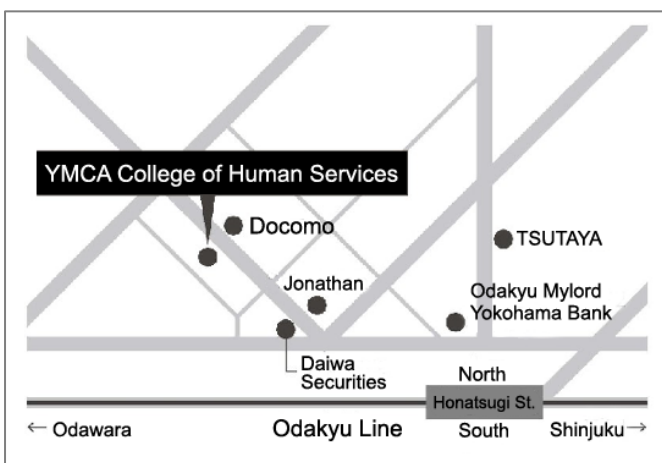 YMCA College of Human Services
Docomo
TSUTAYA
Jonathan
Odakyu Mylord
Yokohama Bank
Daiwa
Securities
North
Honatsugi St.
← Odawara
Odakyu Line
South
Shinjuku→